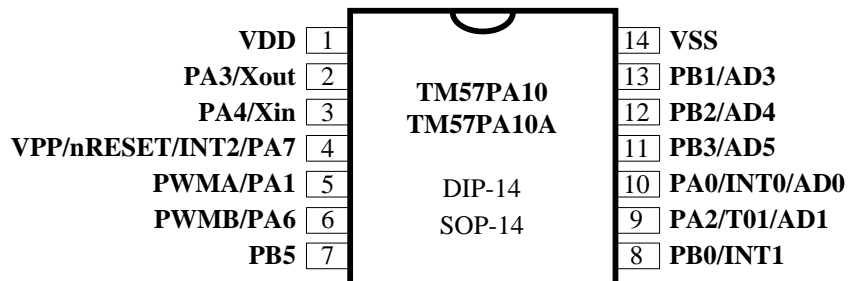 VDD 1 14 VSS
PA3/Xout 2 13 PB1/AD3
TM57PA10
PA4/Xin 3 12 PB2/AD4
TM57PA10A
VPP/nRESET/INT2/PA7 4 11 PB3/AD5
PWMA/PA1 5 DIP-14 10 PA0/INT0/AD0
PWMB/PA6 6 SOP-14 9 PA2/T01/AD1
PB5 7 8 PB0/INT1